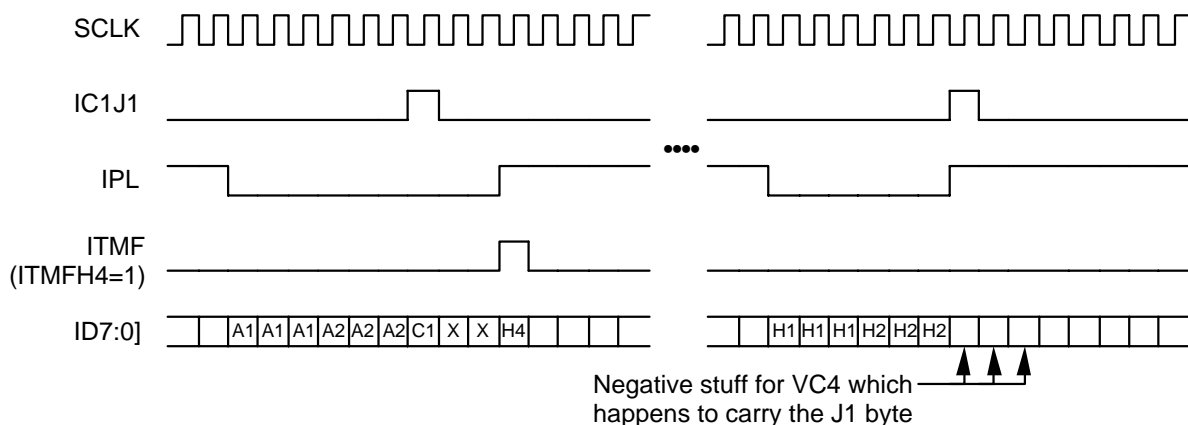 SCLK
IC1J1
IPL
ITMF
(ITMFH4=1)
ID7:0] A1 A1 A1 A2 A2 A2 C1 X X H4 H1 H1 H1 H2 H2 H2
Negative stuff for VC4 which
happens to carry the J1 byte